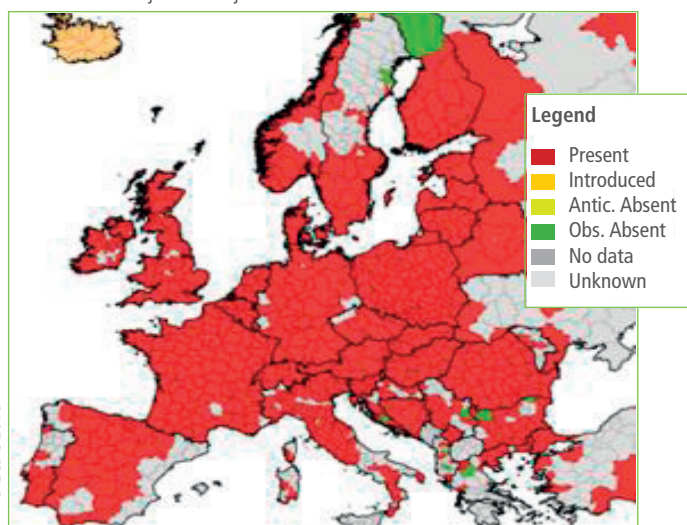 Legend
Present
Introduced
Antic. Absent
Obs. Absent
No data
Unknown